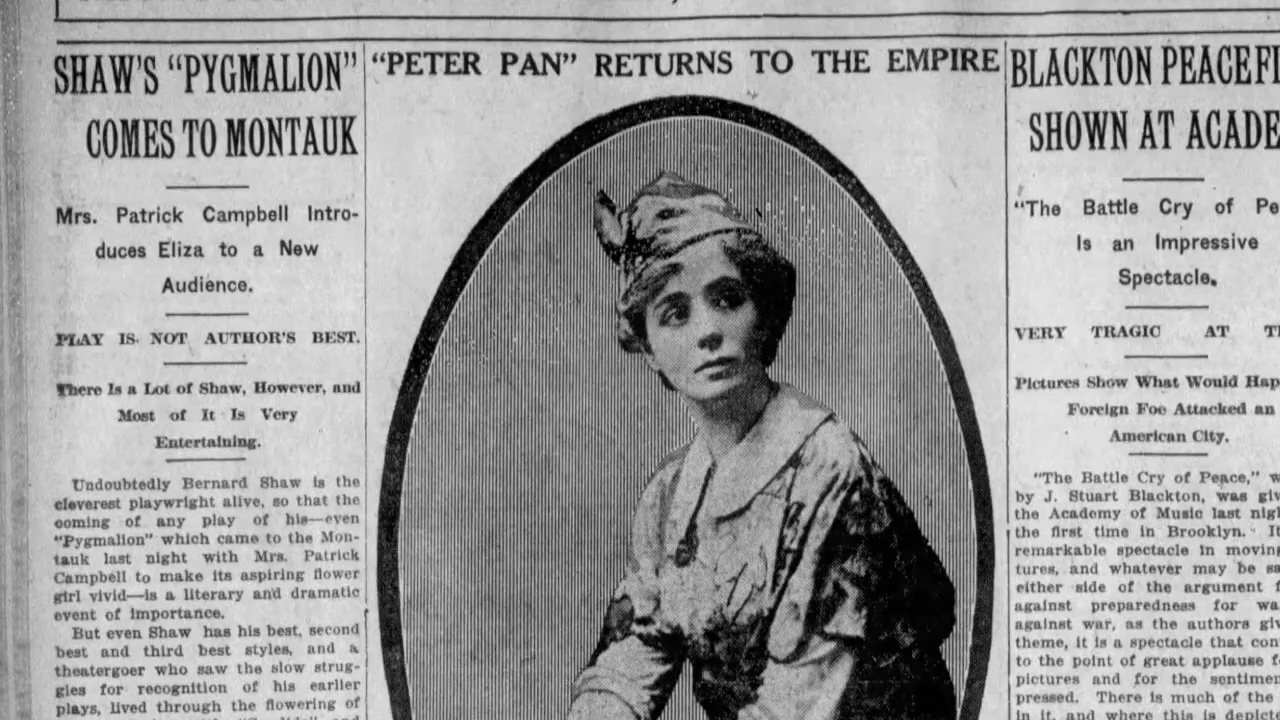 SHAW'S "PYGMALION"
COMES TO MONTAUK
Mrs. Patrick Campbell Intro-
duces Eliza to a New
Audience.
PLAY IS NOT AUTHOR'S BEST.
There Is a Lot of Shaw, However, and
Most of It Is Very
Entertaining.
Undoubtedly Bernard Shaw is the
cleverest playwright alive, so that the
coming of any play of his—even
"Pygmalion" which came to the Mon-
tauk last night with Mrs. Patrick
Campbell to make its aspiring flower
girl vivid—is a literary and dramatic
event of importance.
But even Shaw has his best, second
best and third best styles, and a
theatergoer who saw the slow strug-
gles for recognition of his earlier
plays, lived through the flowering of
"PETER PAN" RETURNS TO THE EMPIRE
BLACKTON PEACEFI
SHOWN AT ACADE
"The Battle Cry of Pe
Is an Impressive
Spectacle.
VERY TRAGIC AT
Pictures Show What Would Hap
Foreign Foe Attacked an
American City.
"The Battle Cry of Peace," w
by J. Stuart Blackton, was giv
the Academy of Music last nigh
the first time in Brooklyn. It
remarkable spectacle in moving
tures, and whatever may be sa
either side of the argument f
against preparedness for wa
against war, as the authors giv
theme, it is a spectacle that con
to the point of great applause f
pictures and for the sentimen
pressed. There is much of the
in it, and where this is depicte